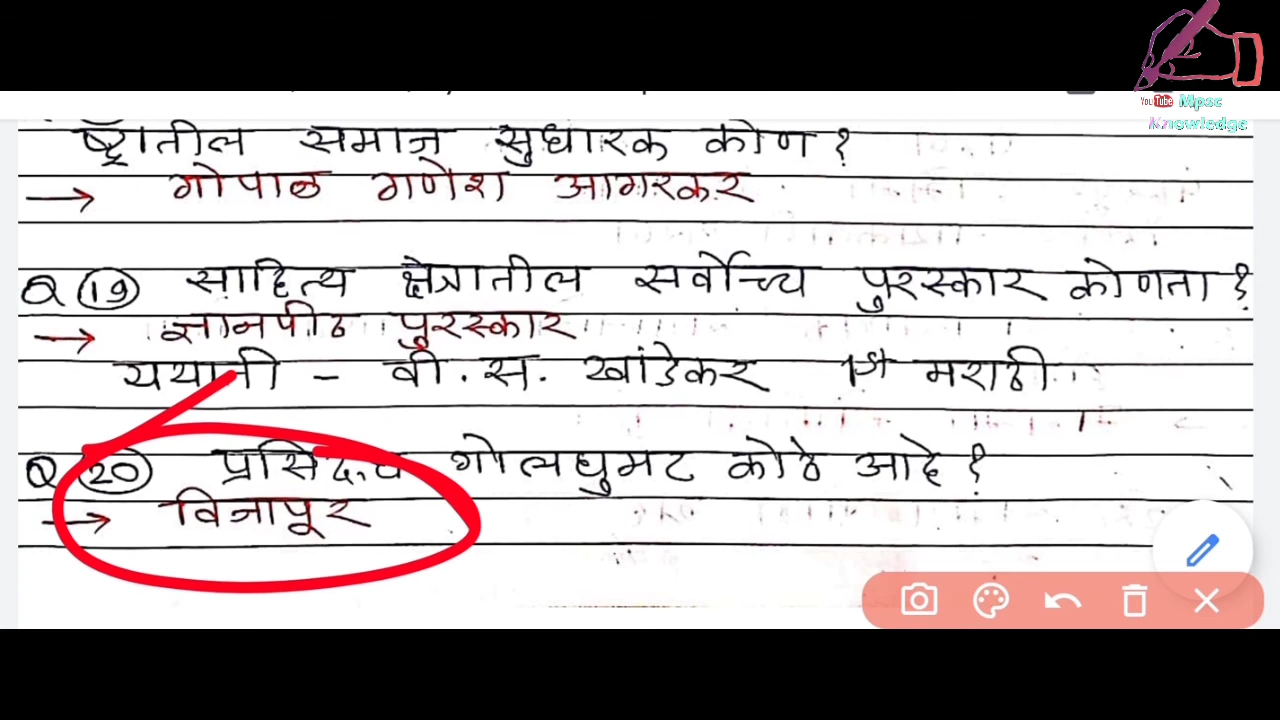 ष्ट्रातील समाज सुधारक कोण ?
→ गोपाळ गणेश आगरकर
Q 19 साहित्य क्षेत्रातील सर्वोच्च पुरस्कार कोणता ?
→ ज्ञानपीठ पुरस्कार
ययाती - वी. स. खांडेकर 1st मराठी
Q 20 प्रसिद्ध गोलघुमट कोठे आहे ?
→ विजापूर
YouTube Mpsc
Knowledge